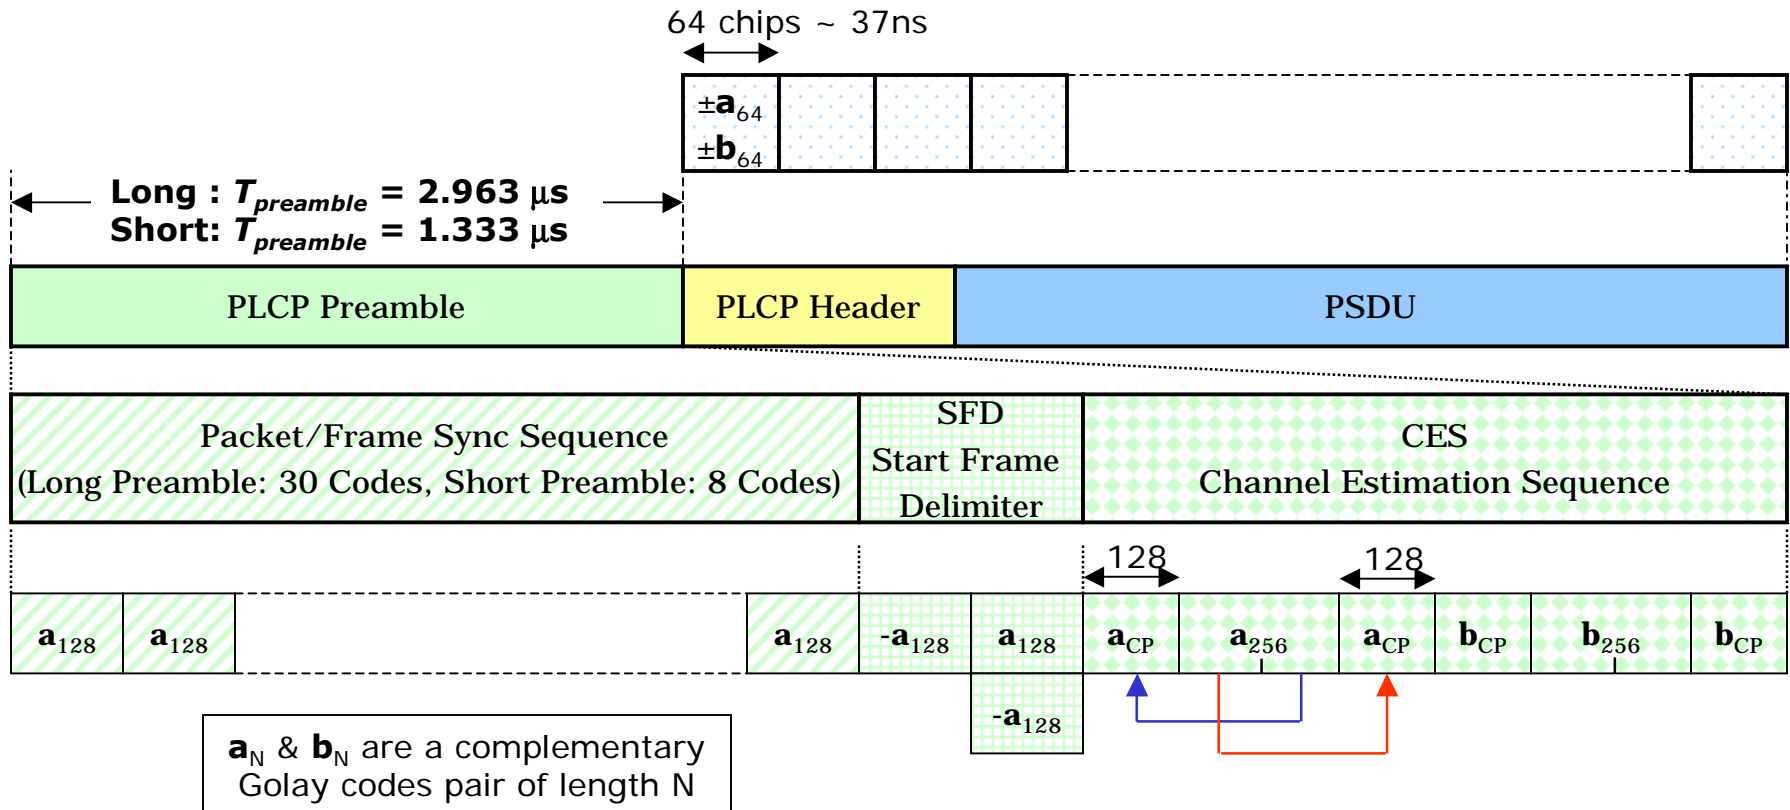 64 chips ~ 37ns
±a64
±b64
Long : Tpreamble = 2.963 μs
Short: Tpreamble = 1.333 μs
PLCP Preamble
PLCP Header
PSDU
Packet/Frame Sync Sequence
(Long Preamble: 30 Codes, Short Preamble: 8 Codes)
SFD
Start Frame
Delimiter
CES
Channel Estimation Sequence
128
128
a128
a128
a128
-a128
a128
aCP
a256
aCP
bCP
b256
bCP
-a128
aN & bN are a complementary
Golay codes pair of length N